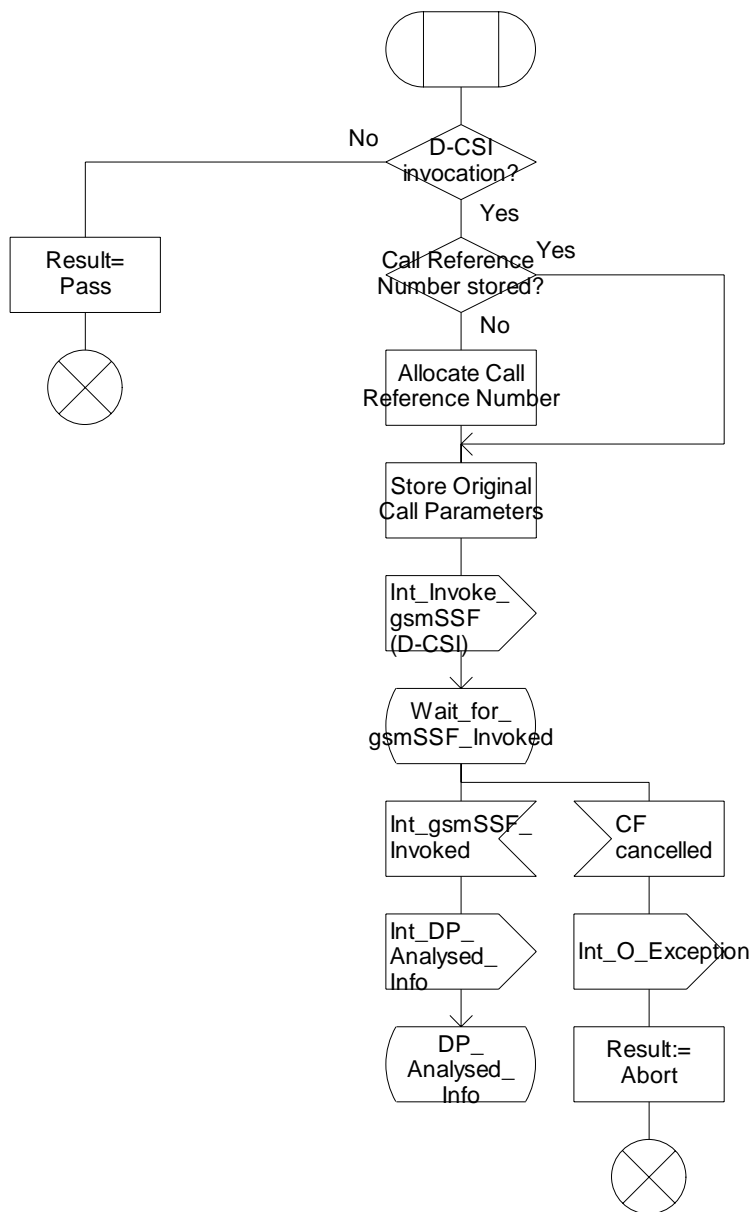 No
D-CSI
invocation?
Yes
Result=
Pass
Call Reference
Number stored?
Yes
No
Allocate Call
Reference Number
Store Original
Call Parameters
Int_Invoke_
gsmSSF
(D-CSI)
Wait_for_
gsmSSF_Invoked
Int_gsmSSF_
Invoked
CF
cancelled
Int_DP_
Analysed_
Info
Int_O_Exception
DP_
Analysed_
Info
Result:=
Abort